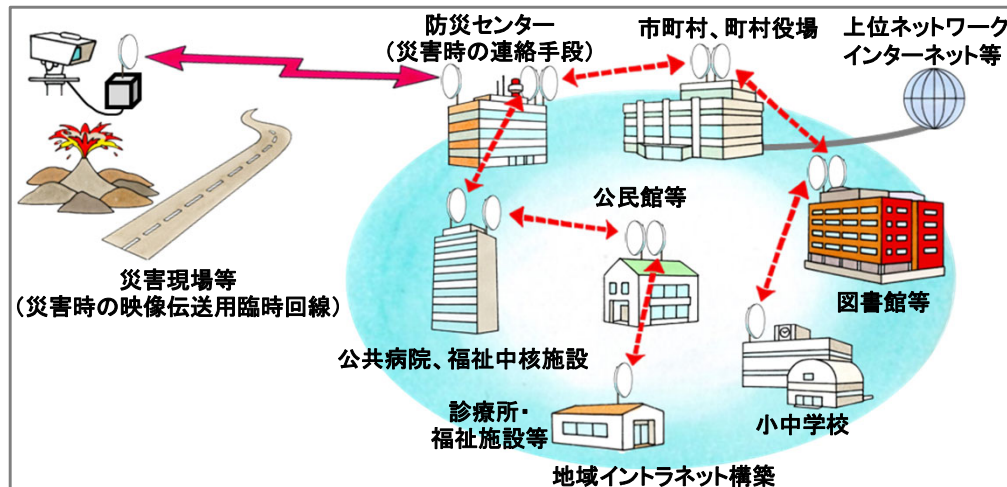 防災センター
（災害時の連絡手段）
市町村、町村役場
上位ネットワーク
インターネット等
公民館等
災害現場等
（災害時の映像伝送用臨時回線）
図書館等
公共病院、福祉中核施設
診療所・
福祉施設等
小中学校
地域イントラネット構築